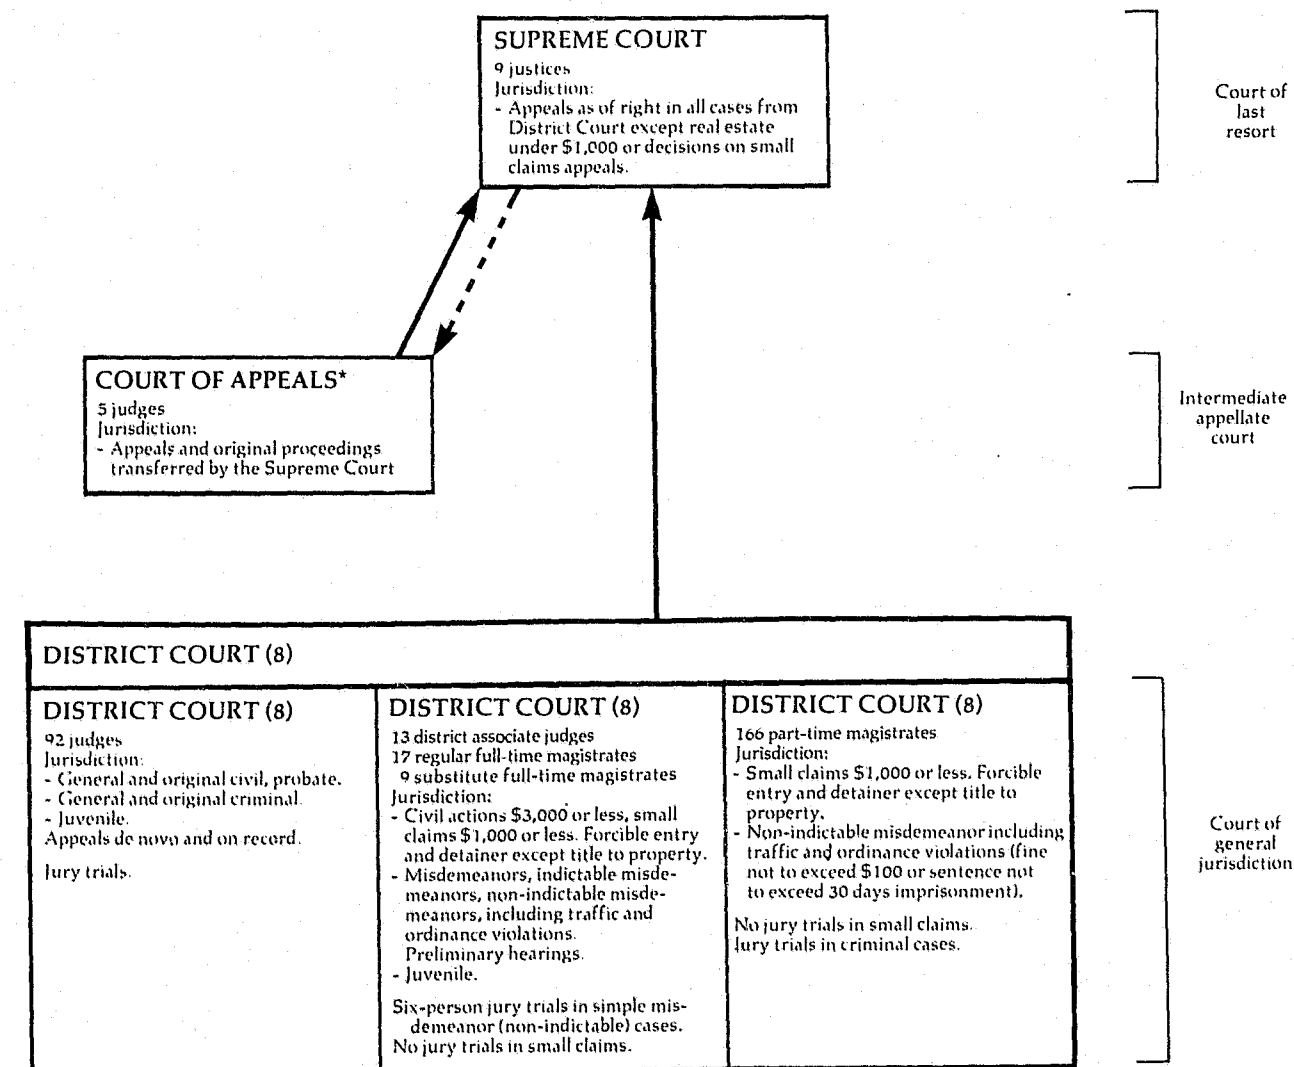 SUPREME COURT
9 justices
Jurisdiction:
- Appeals as of right in all cases from
District Court except real estate
under $1,000 or decisions on small
claims appeals.
Court of
last
resort
COURT OF APPEALS*
5 judges
Jurisdiction:
- Appeals and original proceedings
transferred by the Supreme Court
Intermediate
appellate
court
DISTRICT COURT (8)
DISTRICT COURT (8)
92 judges
Jurisdiction:
- General and original civil, probate.
- General and original criminal.
- Juvenile.
Appeals de novo and on record.
Jury trials.
DISTRICT COURT (8)
13 district associate judges
17 regular full-time magistrates
9 substitute full-time magistrates
Jurisdiction:
- Civil actions $3,000 or less, small
claims $1,000 or less. Forcible entry
and detainer except title to property.
- Misdemeanors, indictable misde-
meanors, non-indictable misde-
meanors, including traffic and
ordinance violations.
Preliminary hearings.
- Juvenile.
Six-person jury trials in simple mis-
demeanor (non-indictable) cases.
No jury trials in small claims.
DISTRICT COURT (8)
166 part-time magistrates
Jurisdiction:
- Small claims $1,000 or less. Forcible
entry and detainer except title to
property.
- Non-indictable misdemeanor including
traffic and ordinance violations (fine
not to exceed $100 or sentence not
to exceed 30 days imprisonment).
No jury trials in small claims.
Jury trials in criminal cases.
Court of
general
jurisdiction